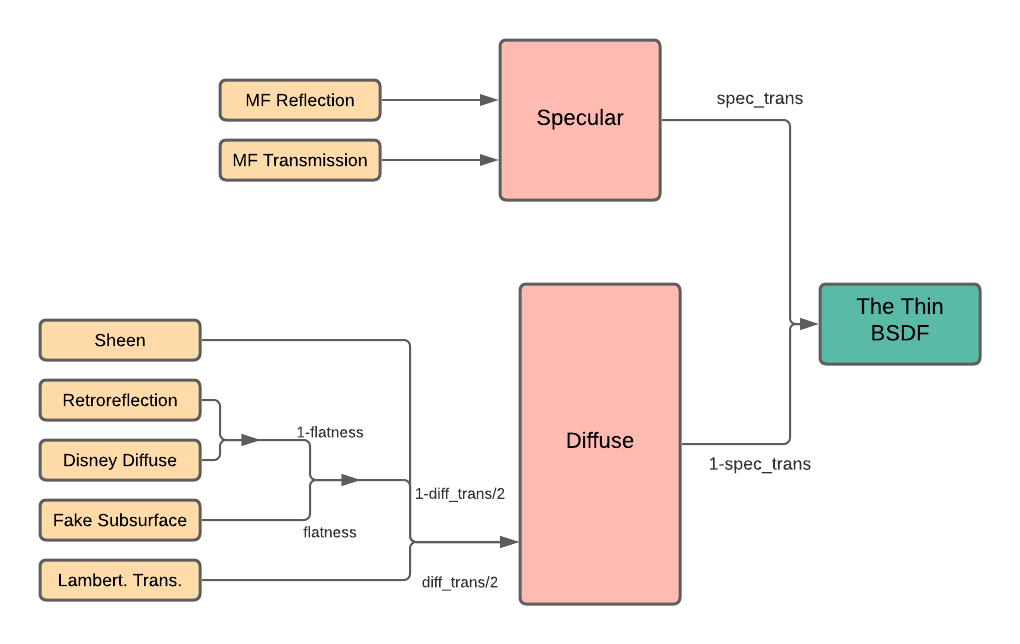 MF Reflection
MF Transmission
Specular
spec_trans
The Thin
BSDF
Sheen
Retroreflection
Disney Diffuse
Fake Subsurface
Lambert. Trans.
1-flatness
flatness
1-diff_trans/2
diff_trans/2
Diffuse
1-spec_trans